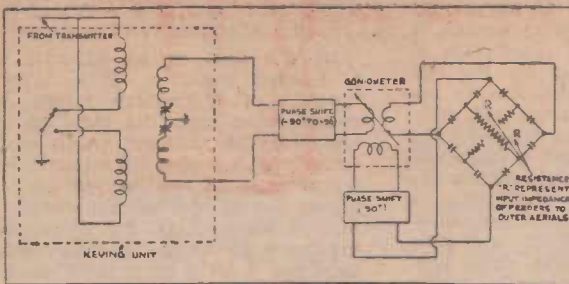 FROM TRANSMITTER
KEYING UNIT
PHASE SHIFT
(-90° TO +90
GONIOMETER
PHASE SHIFT
90°
R
R
RESISTANCE
"R" REPRESENT
INPUT IMPEDANCE
OF FEEDERS TO
OUTER AERIALS